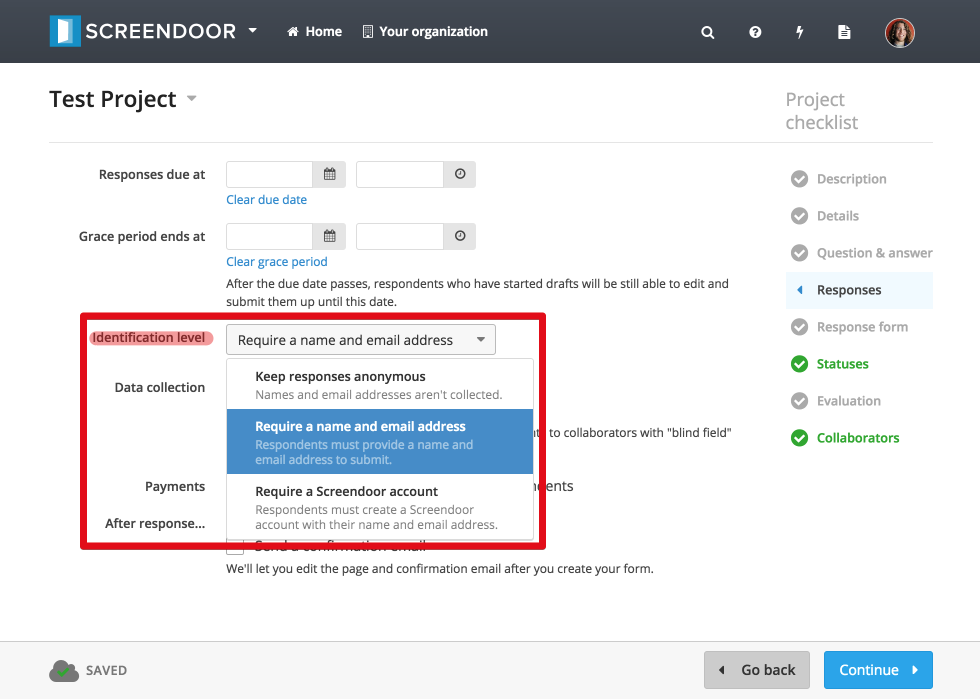 SCREENDOOR
Home
Your organization
Test Project
Project
checklist
Responses due at
Clear due date
Grace period ends at
Clear grace period
After the due date passes, respondents who have started drafts will be still able to edit and
submit them up until this date.
Identification level
Require a name and email address
Keep responses anonymous
Names and email addresses aren't collected.
Data collection
Require a name and email address
Respondents must provide a name and
email address to submit.
to collaborators with "blind field"
Require a Screendoor account
Respondents must create a Screendoor
account with their name and email address.
Payments
After response...
Send a confirmation email
We'll let you edit the page and confirmation email after you create your form.
Description
Details
Question & answer
Responses
Response form
Statuses
Evaluation
Collaborators
SAVED
Go back
Continue